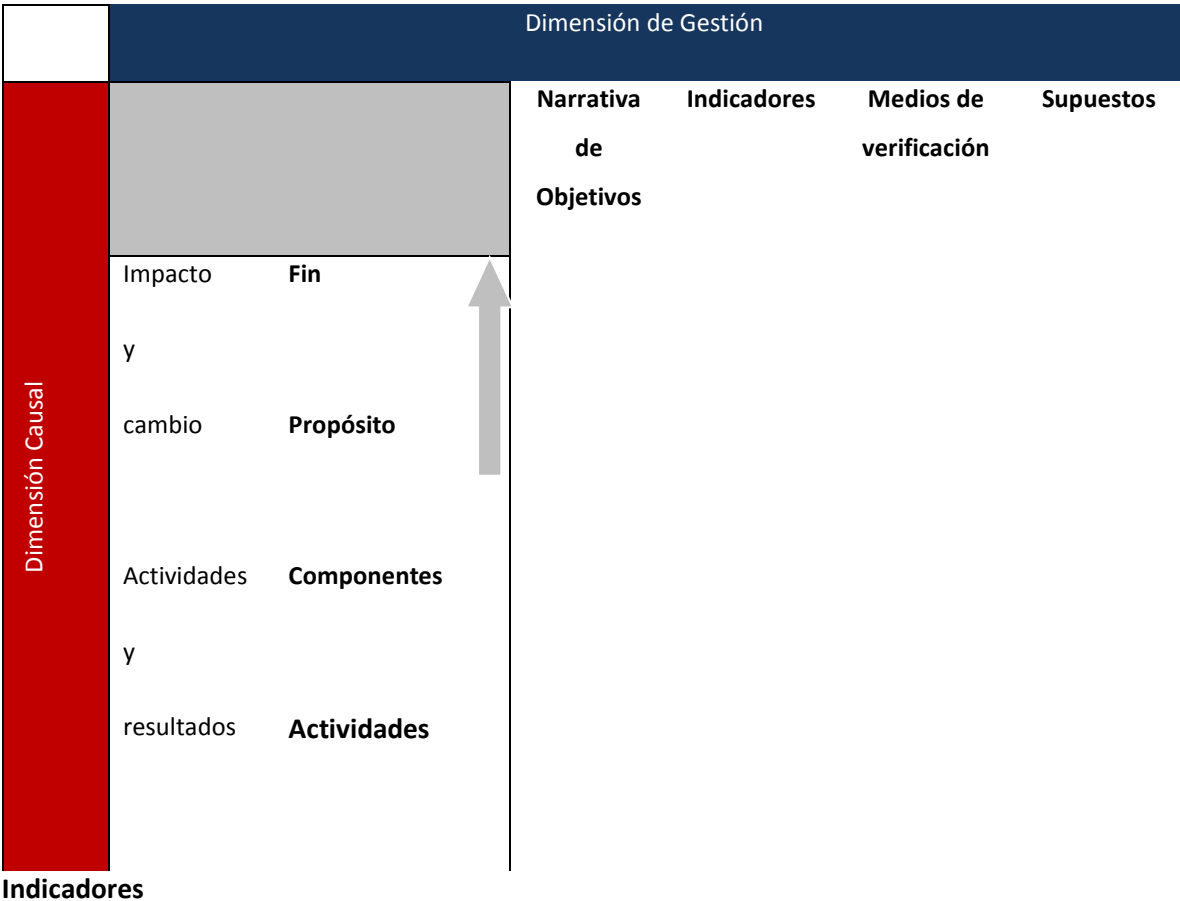 Dimensión de Gestión
Narrativa Indicadores Medios de Supuestos
de verificación
Objetivos
Dimensión Causal
Impacto Fin
y
cambio Propósito
Actividades Componentes
y
resultados Actividades
Indicadores